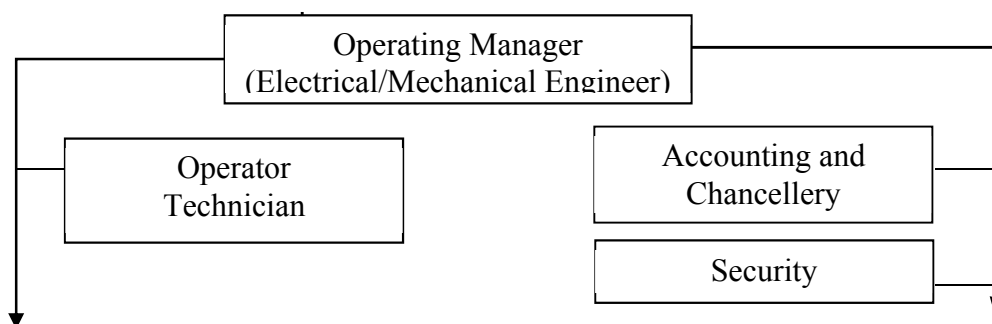 Operating Manager
(Electrical/Mechanical Engineer)
Operator
Technician
Accounting and
Chancellery
Security